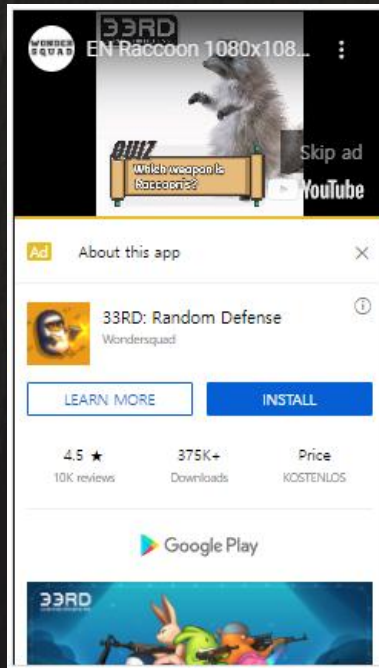 33RD
WONDER
SQUAD
EN Raccoon 1080x108...
QUIZ
Which weapon is
Raccoon's?
Skip ad
YouTube
Ad
About this app
33RD: Random Defense
Wondersquad
LEARN MORE
INSTALL
4.5 ★
375K+
Price
10K reviews
Downloads
KOSTENLOS
Google Play
33RD